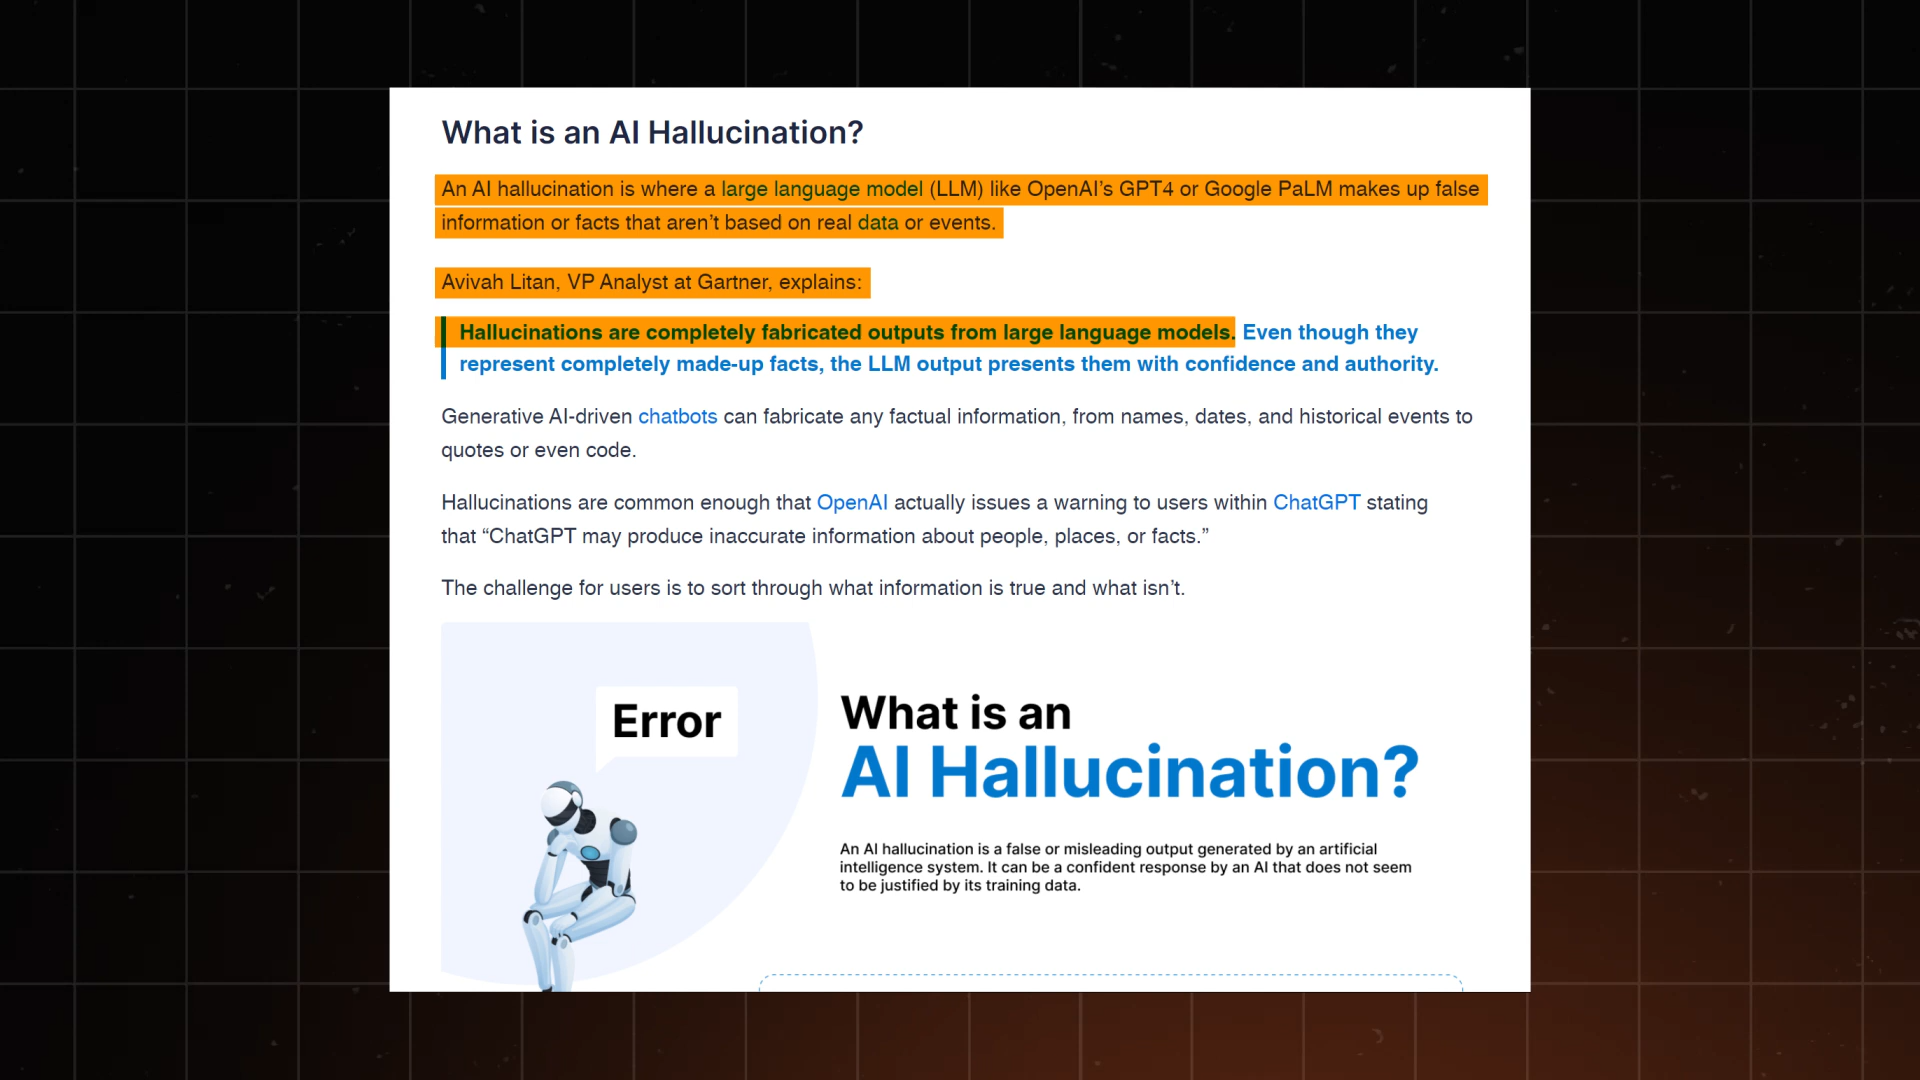 What is an AI Hallucination?
An AI hallucination is where a large language model (LLM) like OpenAI’s GPT4 or Google PaLM makes up false
information or facts that aren’t based on real data or events.
Avivah Litan, VP Analyst at Gartner, explains:
Hallucinations are completely fabricated outputs from large language models. Even though they
represent completely made-up facts, the LLM output presents them with confidence and authority.
Generative AI-driven chatbots can fabricate any factual information, from names, dates, and historical events to
quotes or even code.
Hallucinations are common enough that OpenAI actually issues a warning to users within ChatGPT stating
that “ChatGPT may produce inaccurate information about people, places, or facts.”
The challenge for users is to sort through what information is true and what isn’t.
Error
What is an
AI Hallucination?
An AI hallucination is a false or misleading output generated by an artificial
intelligence system. It can be a confident response by an AI that does not seem
to be justified by its training data.